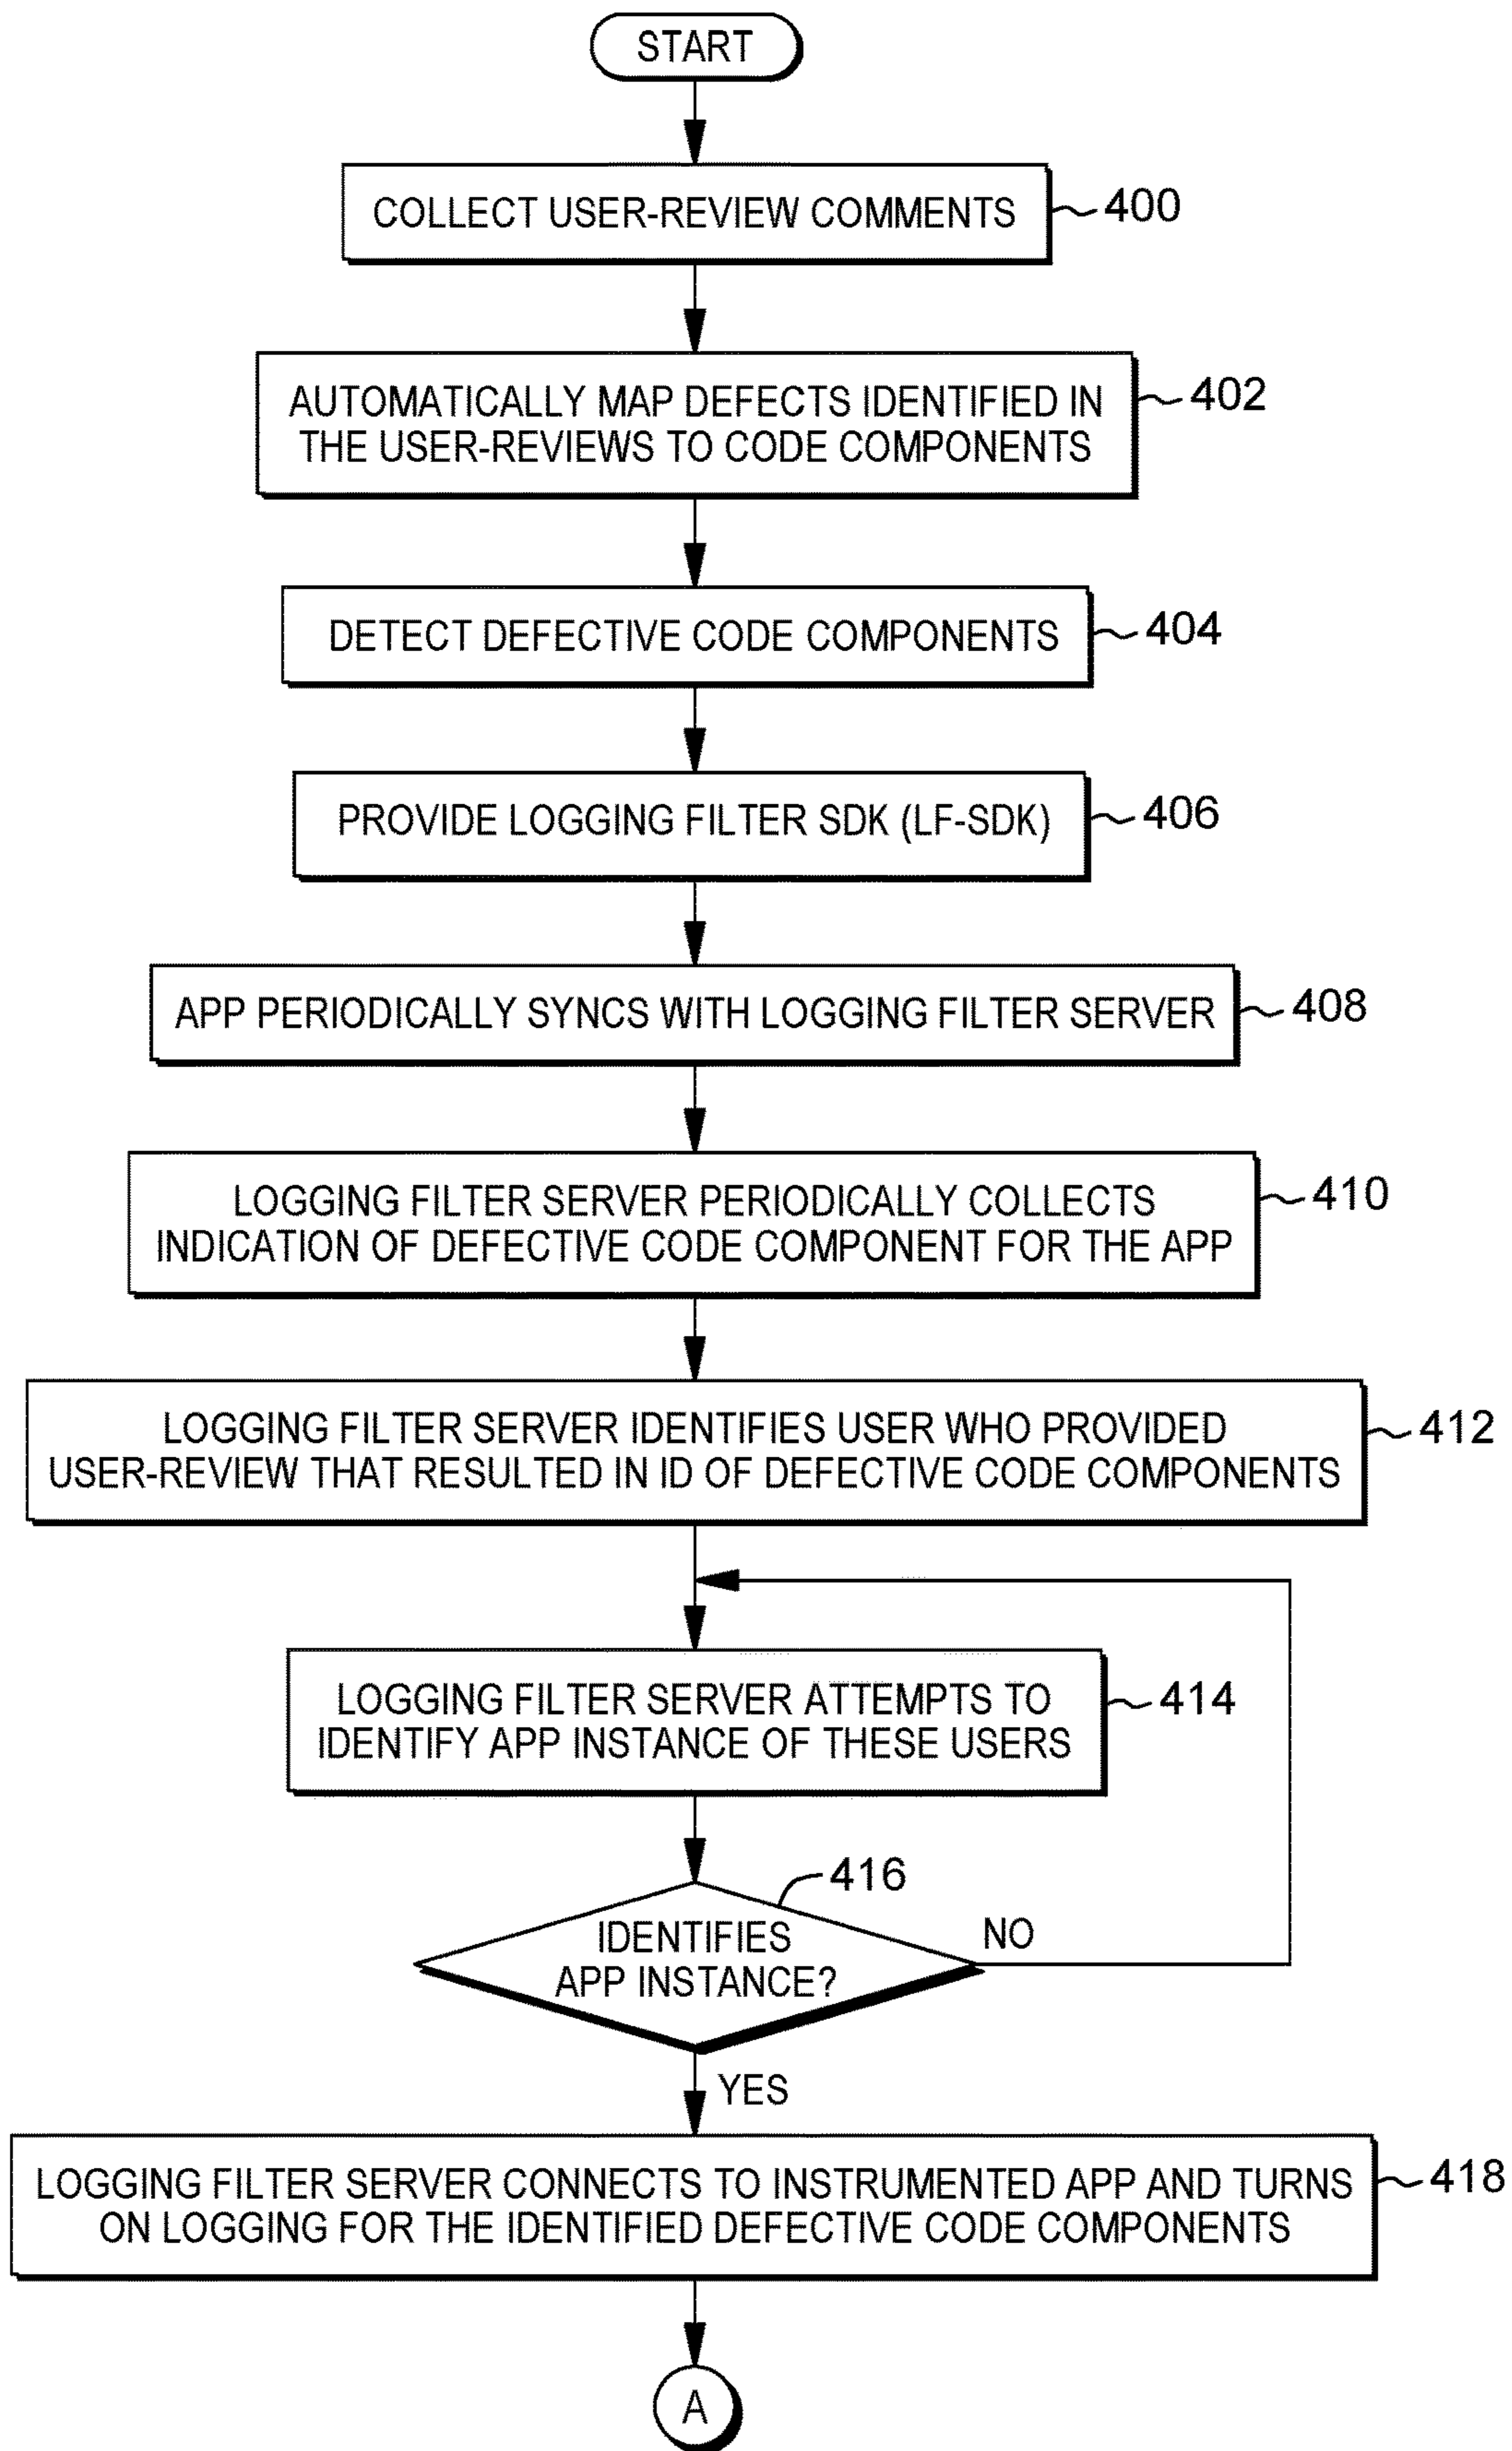 START
COLLECT USER-REVIEW COMMENTS
400
AUTOMATICALLY MAP DEFECTS IDENTIFIED IN
THE USER-REVIEWS TO CODE COMPONENTS
402
DETECT DEFECTIVE CODE COMPONENTS
404
PROVIDE LOGGING FILTER SDK (LF-SDK)
406
APP PERIODICALLY SYNCS WITH LOGGING FILTER SERVER
408
LOGGING FILTER SERVER PERIODICALLY COLLECTS
INDICATION OF DEFECTIVE CODE COMPONENT FOR THE APP
410
LOGGING FILTER SERVER IDENTIFIES USER WHO PROVIDED
USER-REVIEW THAT RESULTED IN ID OF DEFECTIVE CODE COMPONENTS
412
LOGGING FILTER SERVER ATTEMPTS TO
IDENTIFY APP INSTANCE OF THESE USERS
414
416
IDENTIFIES
APP INSTANCE?
NO
YES
LOGGING FILTER SERVER CONNECTS TO INSTRUMENTED APP AND TURNS
ON LOGGING FOR THE IDENTIFIED DEFECTIVE CODE COMPONENTS
418
A